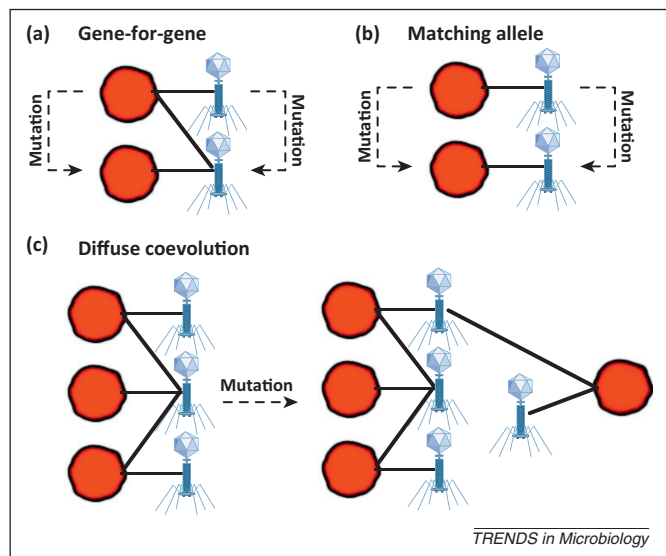 (a) Gene-for-gene
Mutation
Mutation
(b) Matching allele
Mutation
Mutation
(c) Diffuse coevolution
Mutation
TRENDS in Microbiology